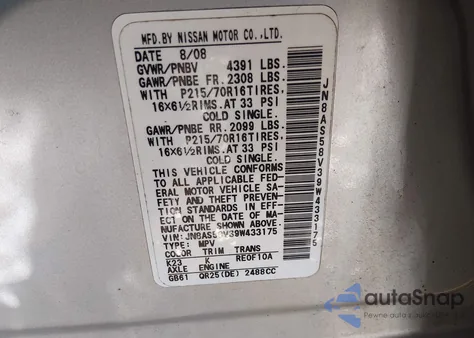 MFD.BY NISSAN MOTOR CO.,LTD.
DATE 8/08
GVWR/PNBV 4391 LBS.
GAWR/PNBE FR. 2308 LBS.
WITH P215/70R16TIRES.
16X6½RIMS.AT 33 PSI
COLD SINGLE.
GAWR/PNBE RR. 2099 LBS.
WITH P215/70R16TIRES.
16X6½RIMS.AT 33 PSI
COLD SINGLE.
THIS VEHICLE CONFORMS
TO ALL APPLICABLE FED-
ERAL MOTOR VEHICLE SA-
FETY AND THEFT PREVEN-
TION STANDARDS IN EFF-
ECT ON THE DATE OF MA-
NUFACTURE SHOWN ABOVE.
VIN:JN8AS58V39W433175
TYPE: MPV
COLOR TRIM TRANS
K23 K RE0F10A
AXLE ENGINE
GB61 QR25(DE) 2488CC
JN8AS58V39W433175
autoSnap